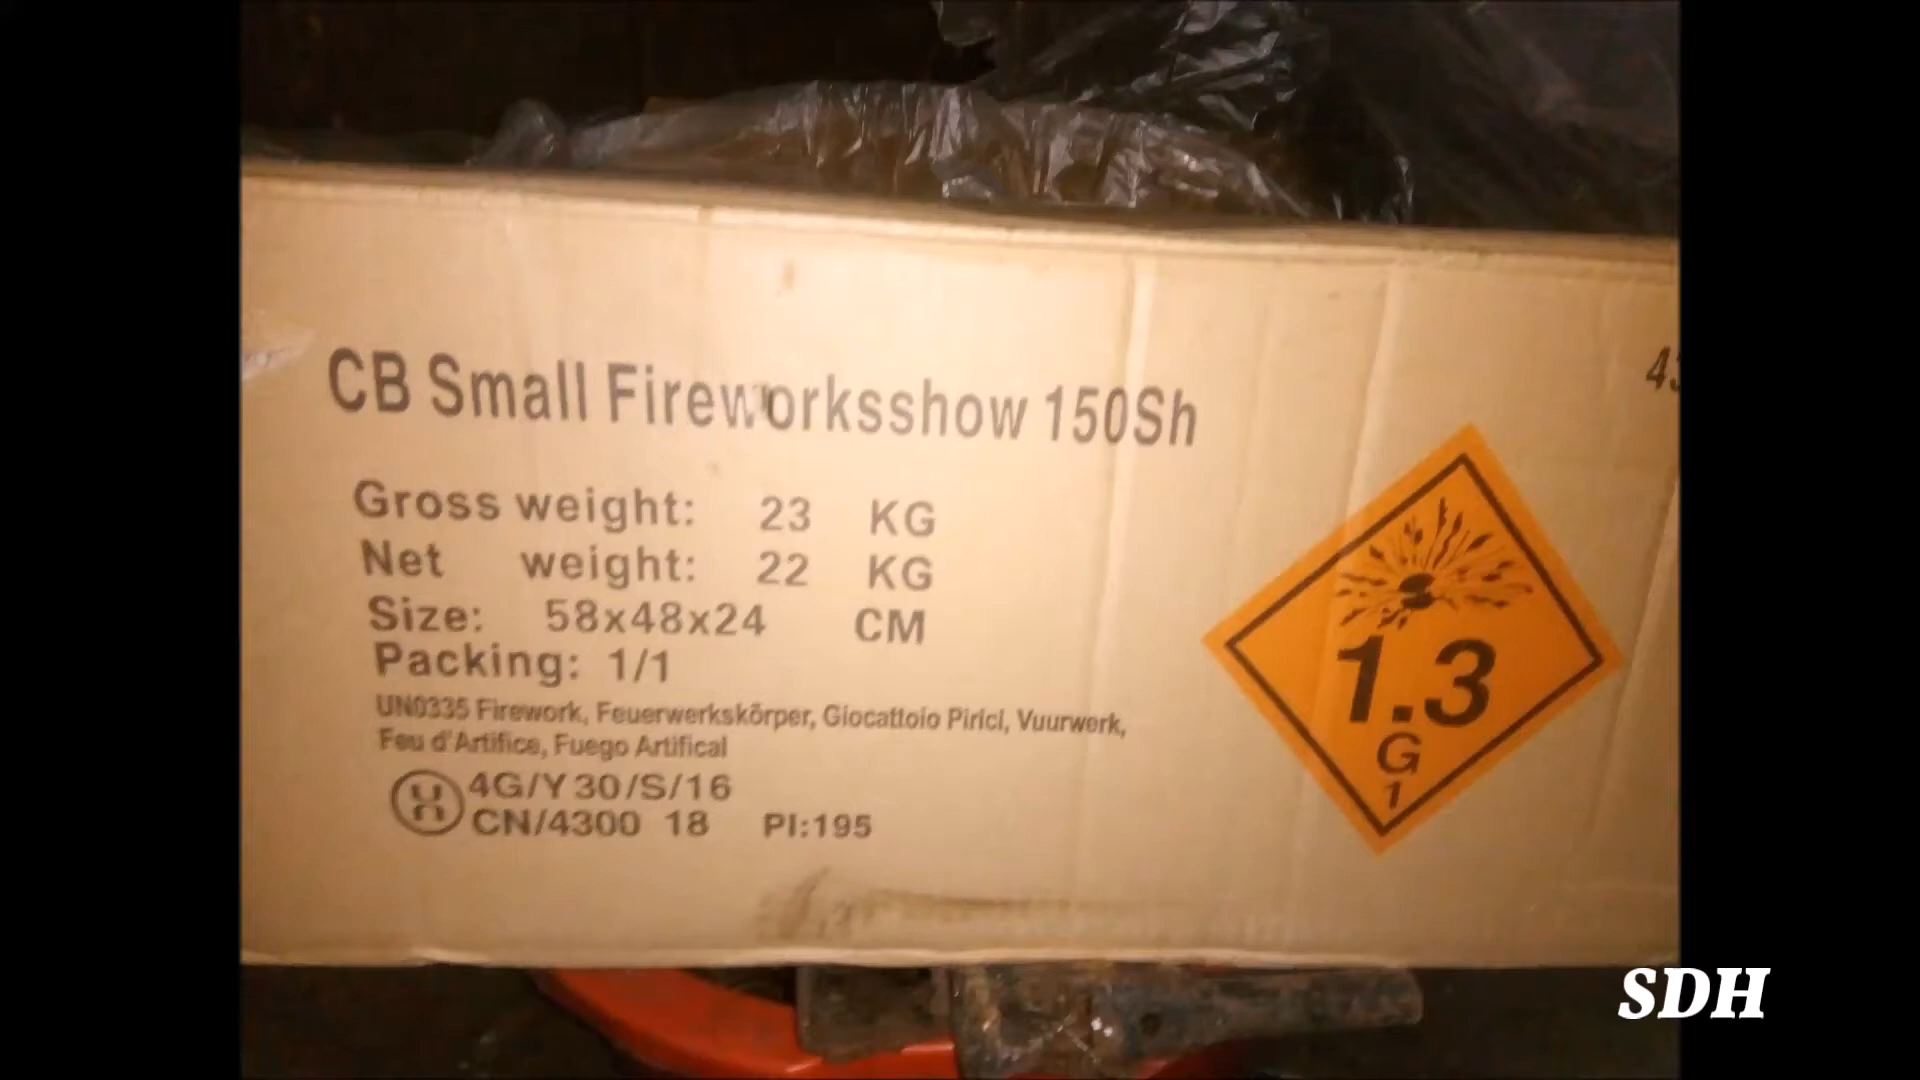 CB Small Fireworksshow 150Sh
Gross weight: 23 KG
Net weight: 22 KG
Size: 58x48x24 CM
Packing: 1/1
UN0335 Firework, Feuerwerkskõrper, Giocattoio Pirici, Vuurwerk,
Feu d'Artifice, Fuego Artifical
4G/Y30/S/16
CN/4300 18 PI:195
1.3
G
1
SDH